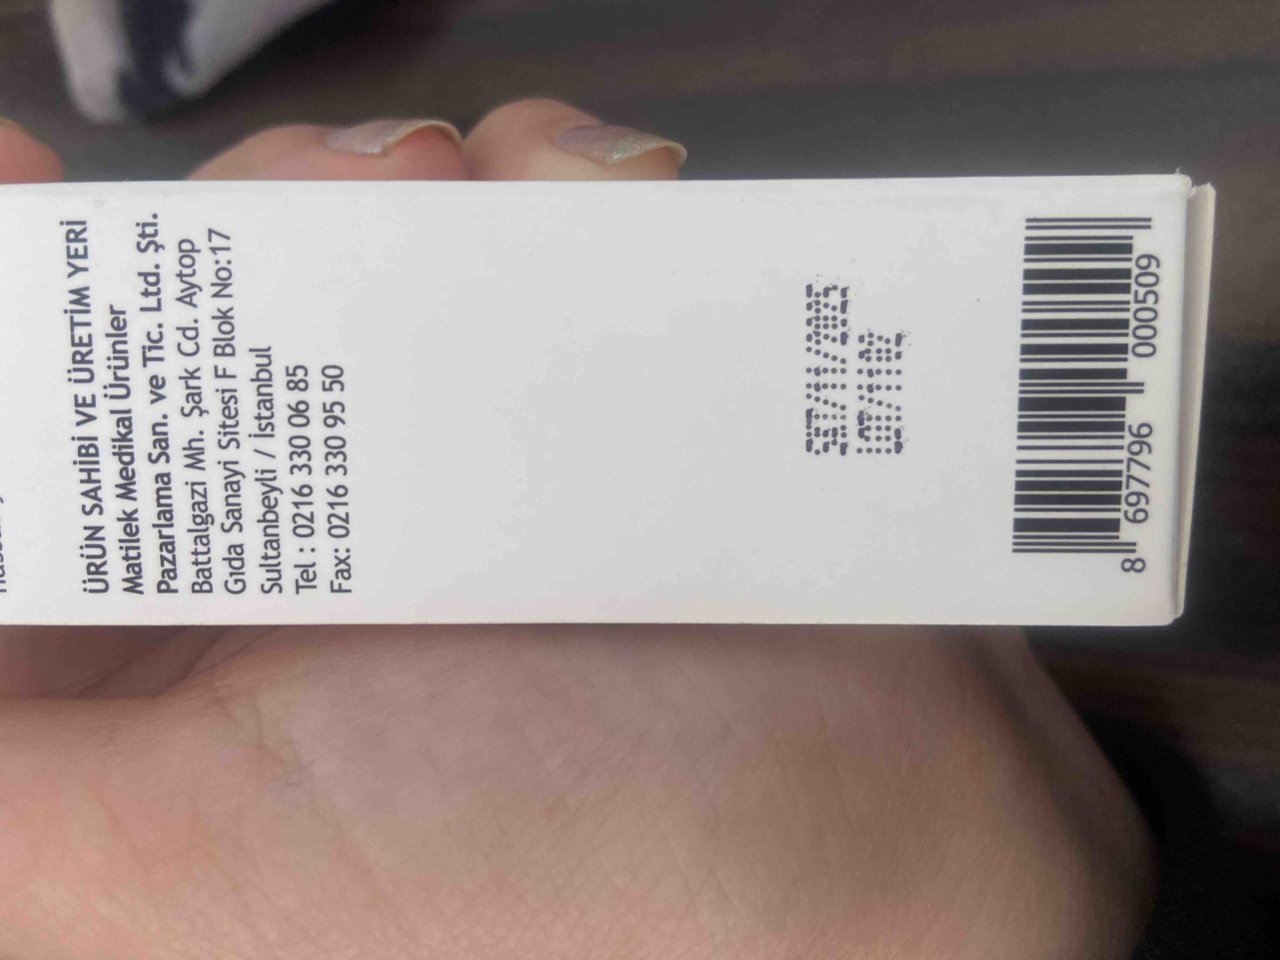 ÜRÜN SAHİBİ VE ÜRETİM YERİ
Matilek Medikal Ürünler
Pazarlama San. ve Tic. Ltd. Şti.
Battalgazi Mh. Şark Cd. Aytop
Gıda Sanayi Sitesi F Blok No:17
Sultanbeyli / İstanbul
Tel : 0216 330 06 85
Fax: 0216 330 95 50
8 697796 000509